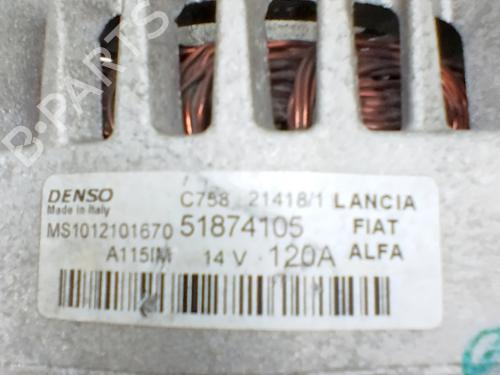 B-PARTS
DENSO C758 21418/1 LANCIA
Made in Italy
MS1012101670 51874105 FIAT
A115IM 14 V 120A ALFA